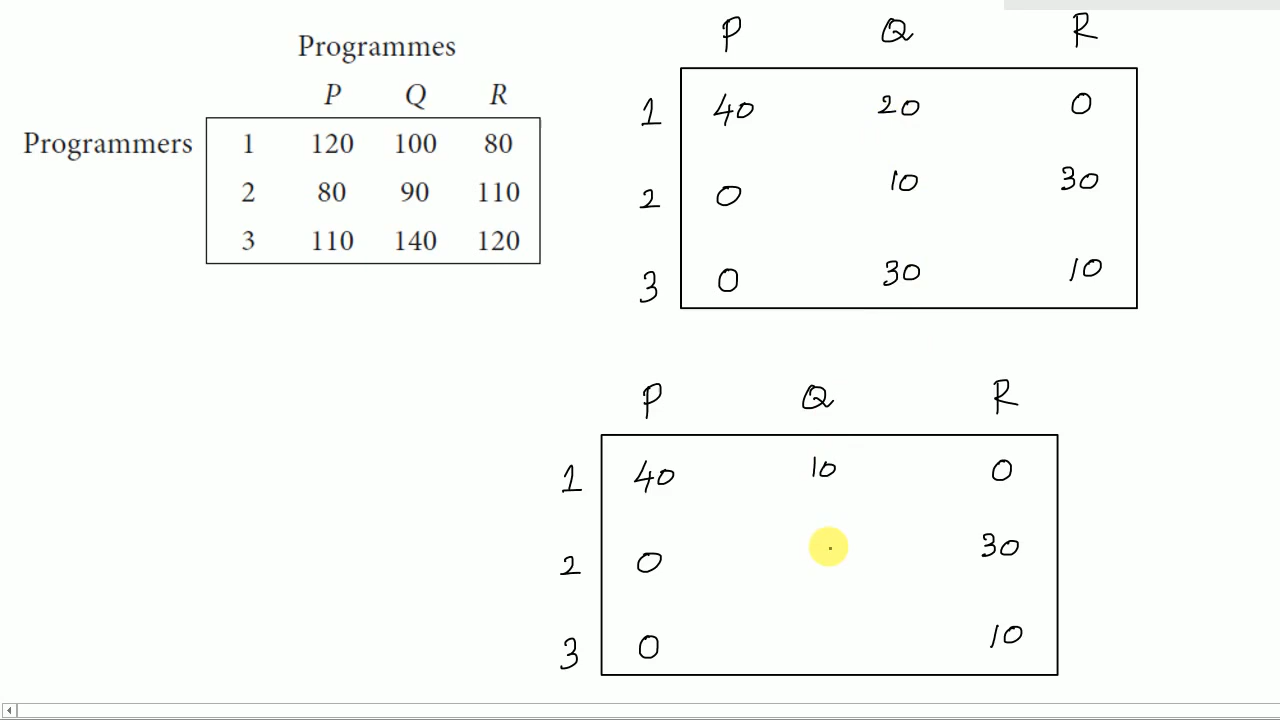 Programmes
P Q R
Programmers 1 120 100 80
2 80 90 110
3 110 140 120
P Q R
1 40 20 0
2 0 10 30
3 0 30 10
P Q R
1 40 10 0
2 0 30
3 0 10